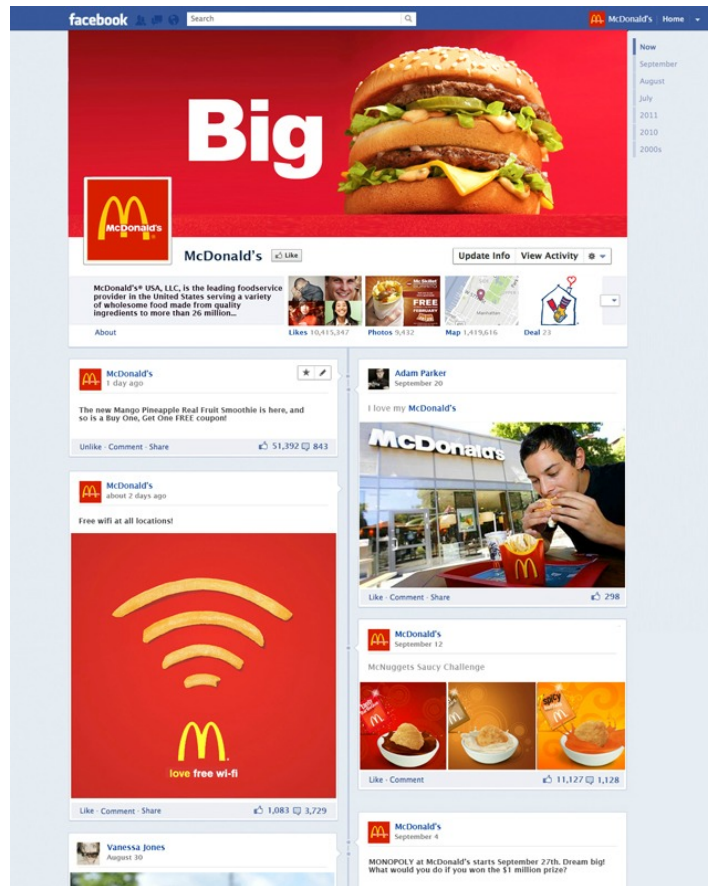 facebook
Search
McDonald's
Home
Now
September
August
July
2011
2010
2000s
Big
McDonald's
McDonald's
Like
Update Info
View Activity
McDonald's® USA, LLC, is the leading foodservice
provider in the United States serving a variety
of wholesome food made from quality
ingredients to more than 26 million...
About
Likes 10,415,347
FREE
FEBRUARY
Photos 9,432
Manhattan
Map 1,419,616
Deal 23
McDonald's
1 day ago
The new Mango Pineapple Real Fruit Smoothie is here, and
so is a Buy One, Get One FREE coupon!
Unlike · Comment · Share
51,392 843
McDonald's
about 2 days ago
Free wifi at all locations!
love free wi-fi
Like · Comment · Share
1,083 3,729
Vanessa Jones
August 30
Adam Parker
September 20
I love my McDonald's
McDonald's
Like · Comment · Share
298
McDonald's
September 12
McNuggets Saucy Challenge
spicy
Like · Comment
11,127 1,128
McDonald's
September 4
MONOPOLY at McDonald's starts September 27th. Dream big!
What would you do if you won the $1 million prize?